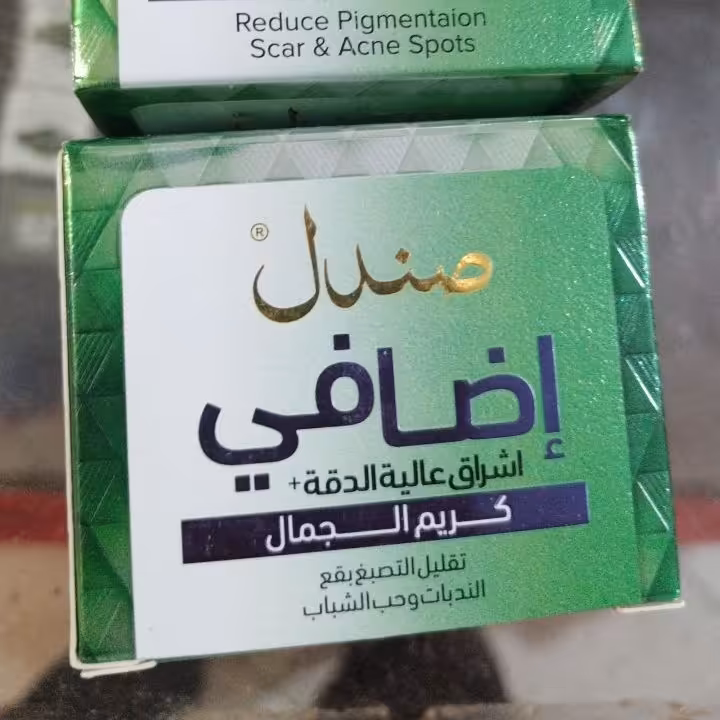 Reduce Pigmentaion
Scar & Acne Spots
صندل ®
إضافي
اشراق عالية الدقة+
كريم الجمال
تقليل التصبغ بقع
الندبات وحب الشباب